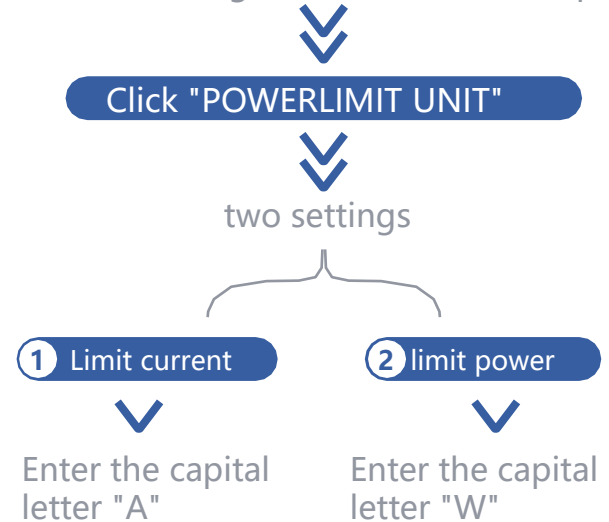 Click "POWERLIMIT UNIT"
two settings
1 Limit current
2 limit power
Enter the capital
letter "A"
Enter the capital
letter "W"